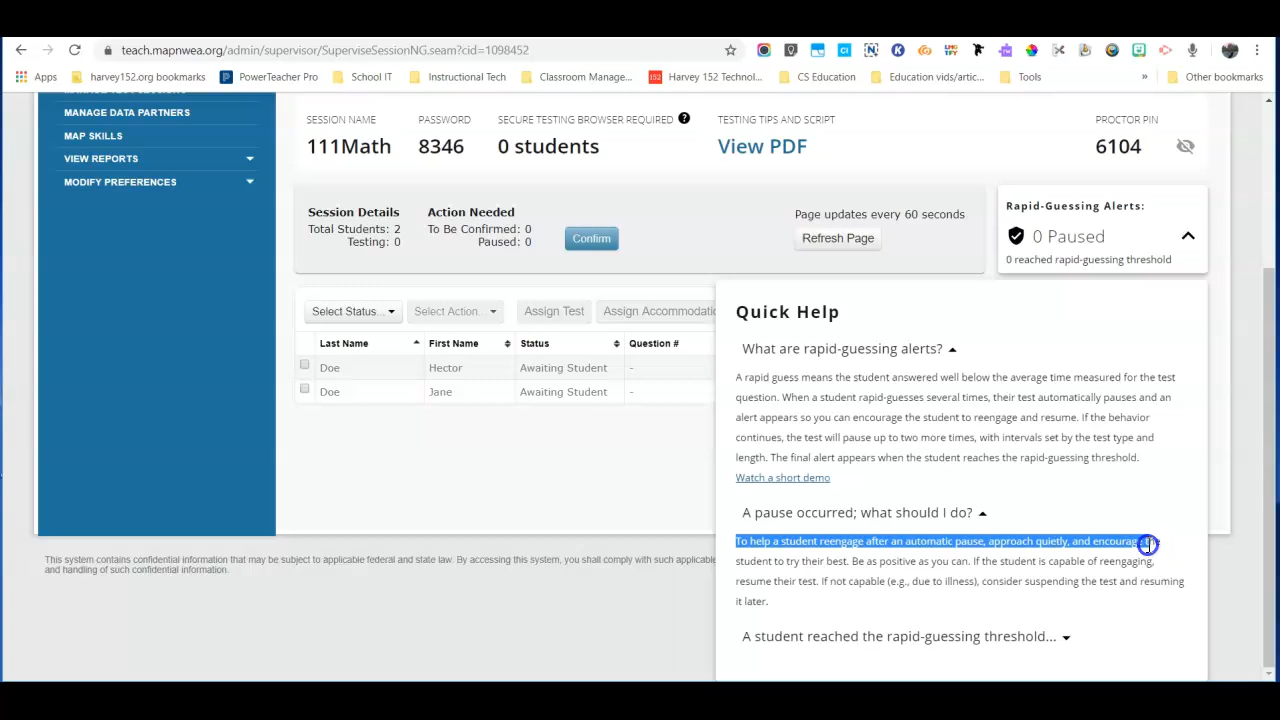 teach.mapnwea.org/admin/supervisor/SuperviseSessionNG.seam?cid=1098452
Apps harvey152.org bookmarks PowerTeacher Pro School IT Instructional Tech Classroom Manage... 152 Harvey 152 Technol... CS Education Education vids/artic... Tools » Other bookmarks
MANAGE DATA PARTNERS
MAP SKILLS
VIEW REPORTS
MODIFY PREFERENCES
SESSION NAME PASSWORD SECURE TESTING BROWSER REQUIRED ? TESTING TIPS AND SCRIPT PROCTOR PIN
111Math 8346 0 students View PDF 6104
Session Details Action Needed
Total Students: 2 To Be Confirmed: 0
Testing: 0 Paused: 0
Confirm
Page updates every 60 seconds
Refresh Page
Rapid-Guessing Alerts:
0 Paused
0 reached rapid-guessing threshold
Select Status... Select Action... Assign Test Assign Accommodatio
Last Name First Name Status Question #
Doe Hector Awaiting Student -
Doe Jane Awaiting Student -
Quick Help
What are rapid-guessing alerts?
A rapid guess means the student answered well below the average time measured for the test
question. When a student rapid-guesses several times, their test automatically pauses and an
alert appears so you can encourage the student to reengage and resume. If the behavior
continues, the test will pause up to two more times, with intervals set by the test type and
length. The final alert appears when the student reaches the rapid-guessing threshold.
Watch a short demo
A pause occurred; what should I do?
To help a student reengage after an automatic pause, approach quietly, and encourage the
student to try their best. Be as positive as you can. If the student is capable of reengaging,
resume their test. If not capable (e.g., due to illness), consider suspending the test and resuming
it later.
A student reached the rapid-guessing threshold...
This system contains confidential information that may be subject to applicable federal and state law. By accessing this system, you shall comply with such applicable
and handling of such confidential information.